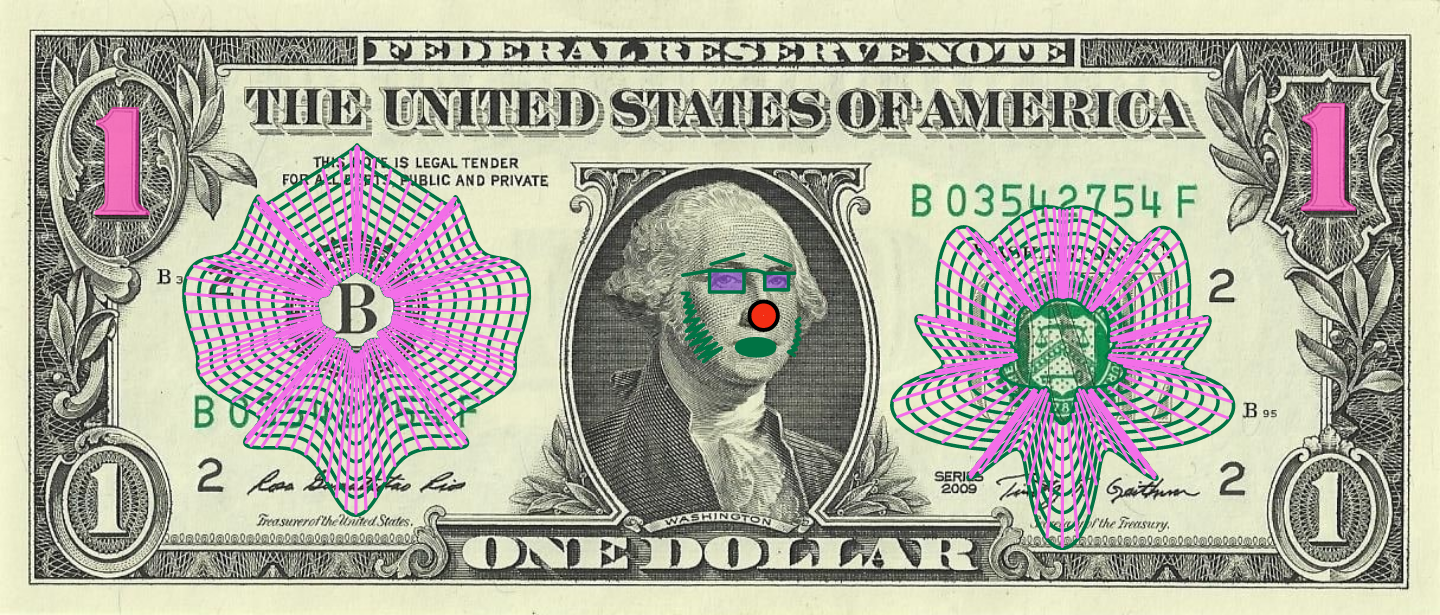 FEDERAL RESERVE NOTE
THE UNITED STATES OF AMERICA
1
1
THIS NOTE IS LEGAL TENDER
FOR ALL DEBTS, PUBLIC AND PRIVATE
B 03542754 F
B
2
B
B 95
B 0
F
2
SERIES
2009
2
Treasurer of the United States.
WASHINGTON
of the Treasury.
1
ONE DOLLAR
1